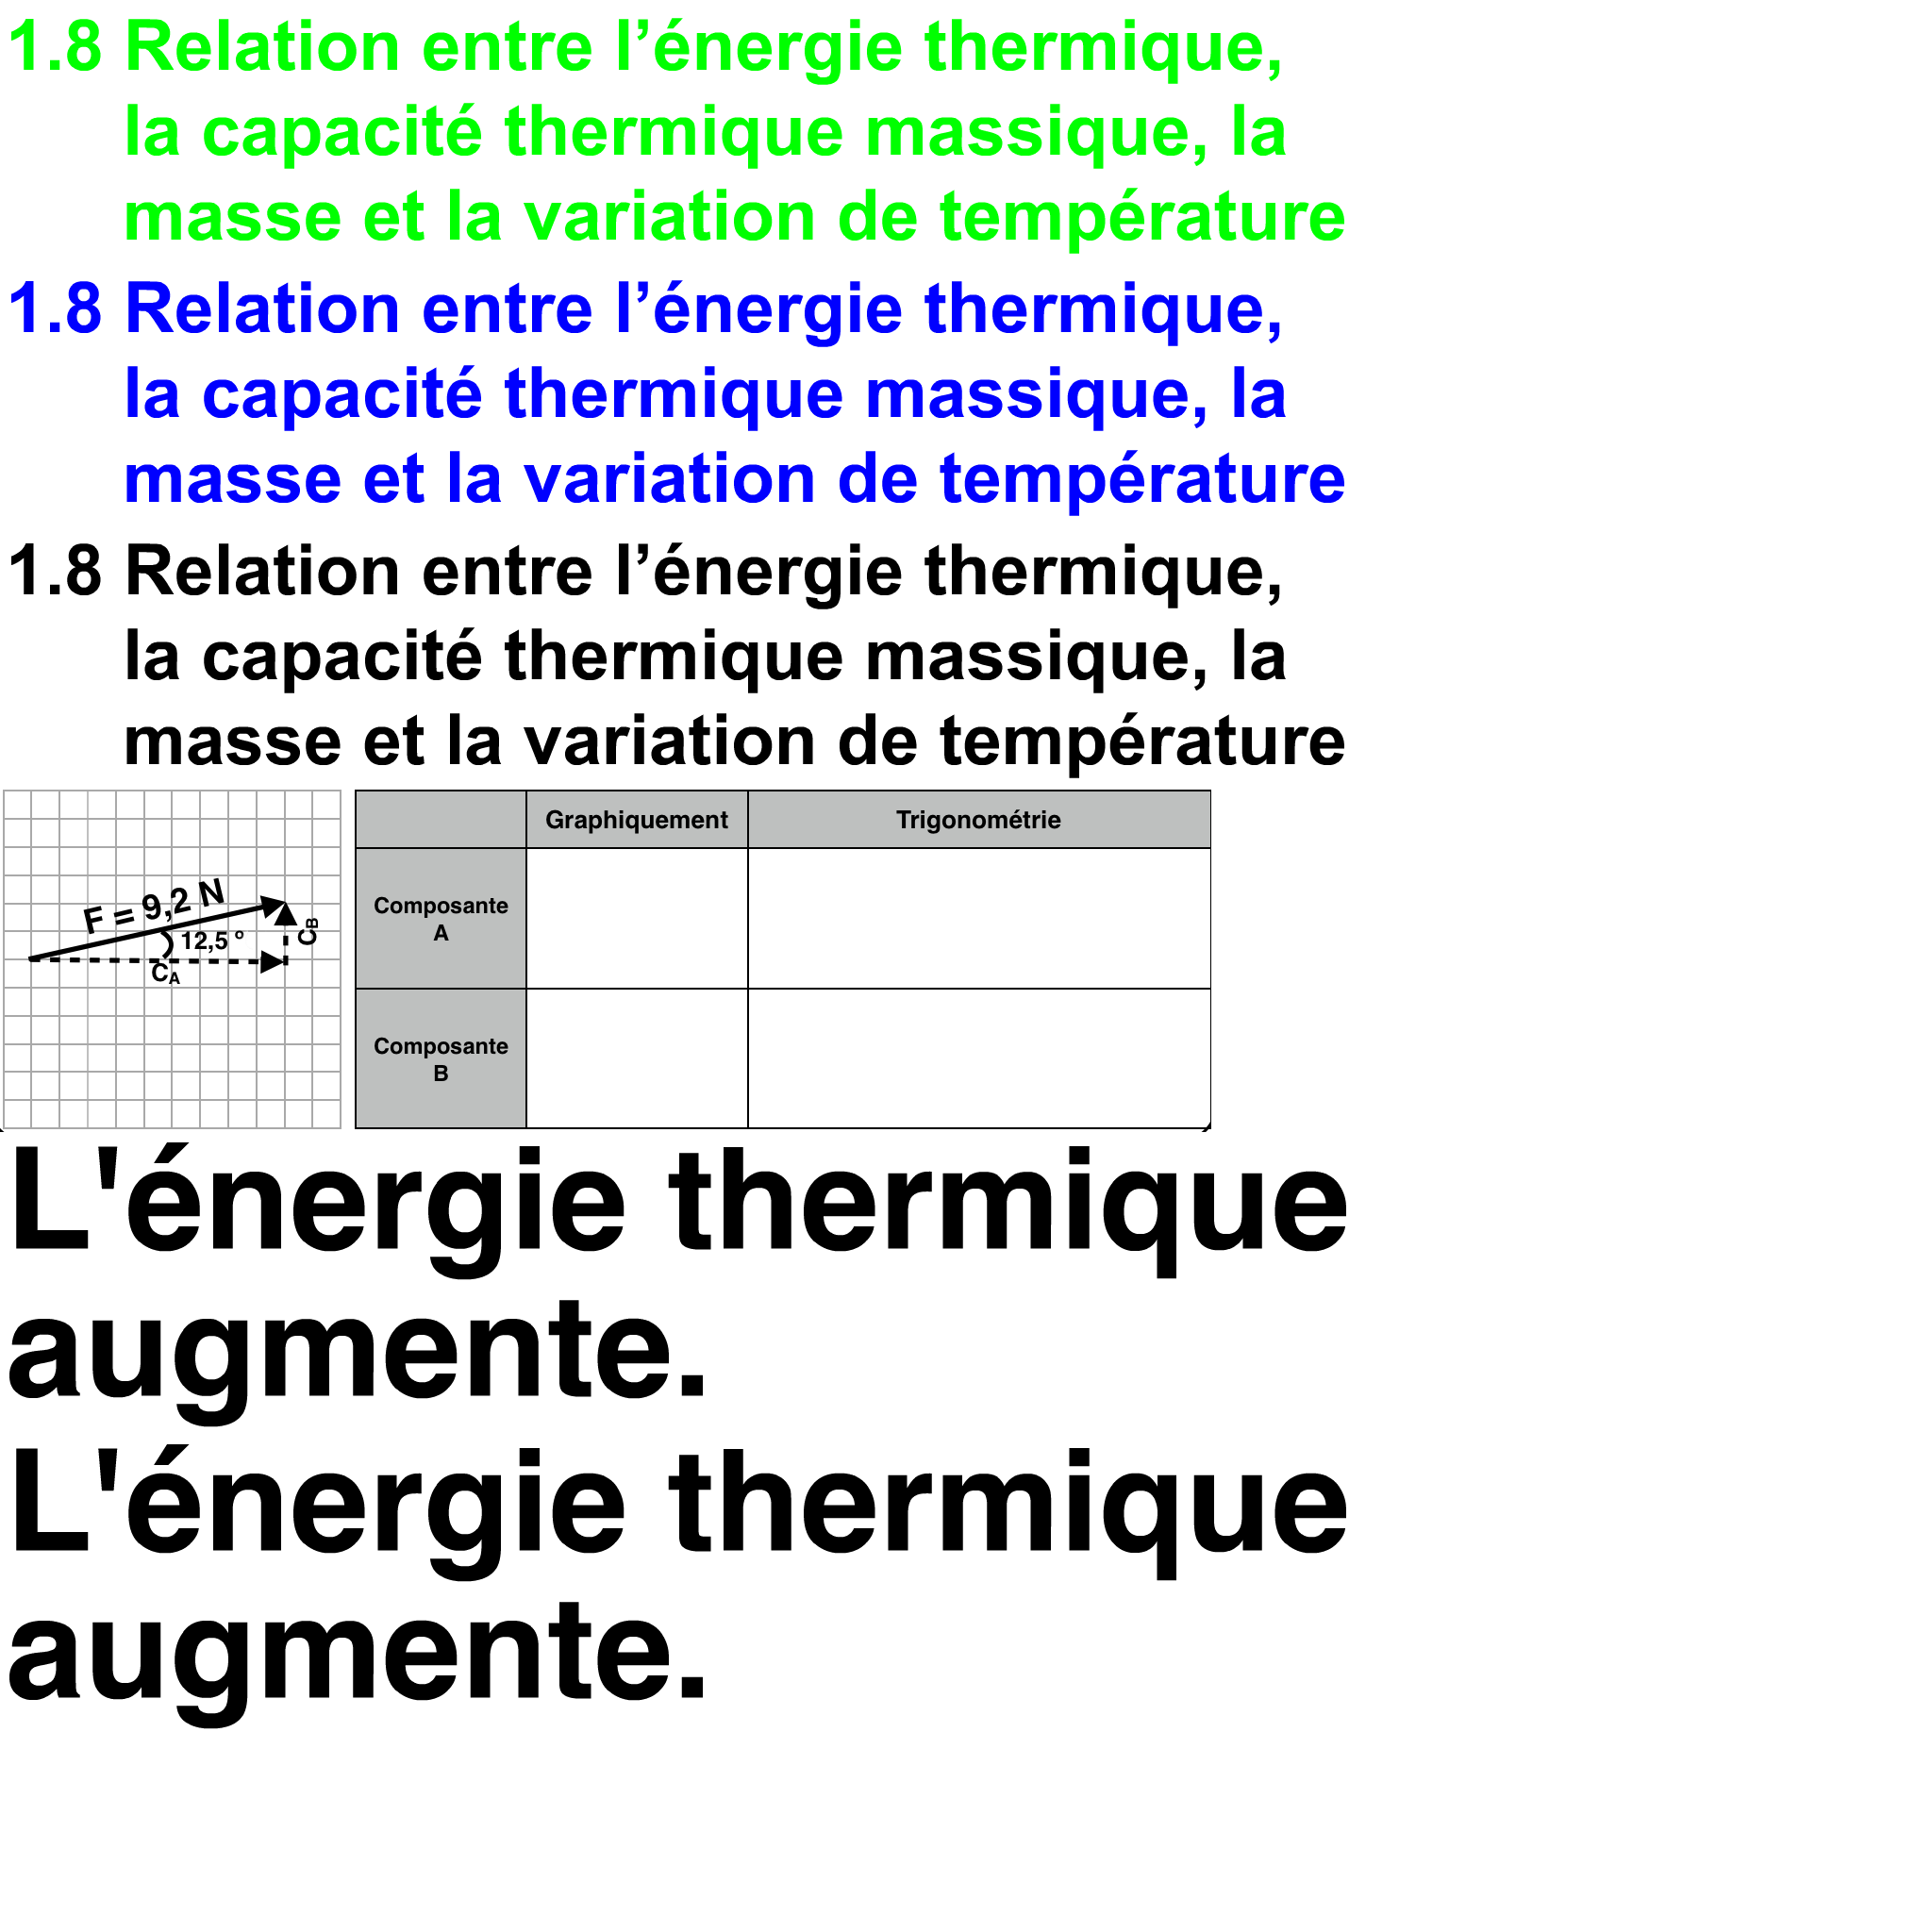 1.8 Relation entre l’énergie thermique,
la capacité thermique massique, la
masse et la variation de température
1.8 Relation entre l’énergie thermique,
la capacité thermique massique, la
masse et la variation de température
1.8 Relation entre l’énergie thermique,
la capacité thermique massique, la
masse et la variation de température
F = 9,2 N
12,5 º
CA
CB
Graphiquement Trigonométrie
Composante
A
Composante
B
L'énergie thermique
augmente.
L'énergie thermique
augmente.